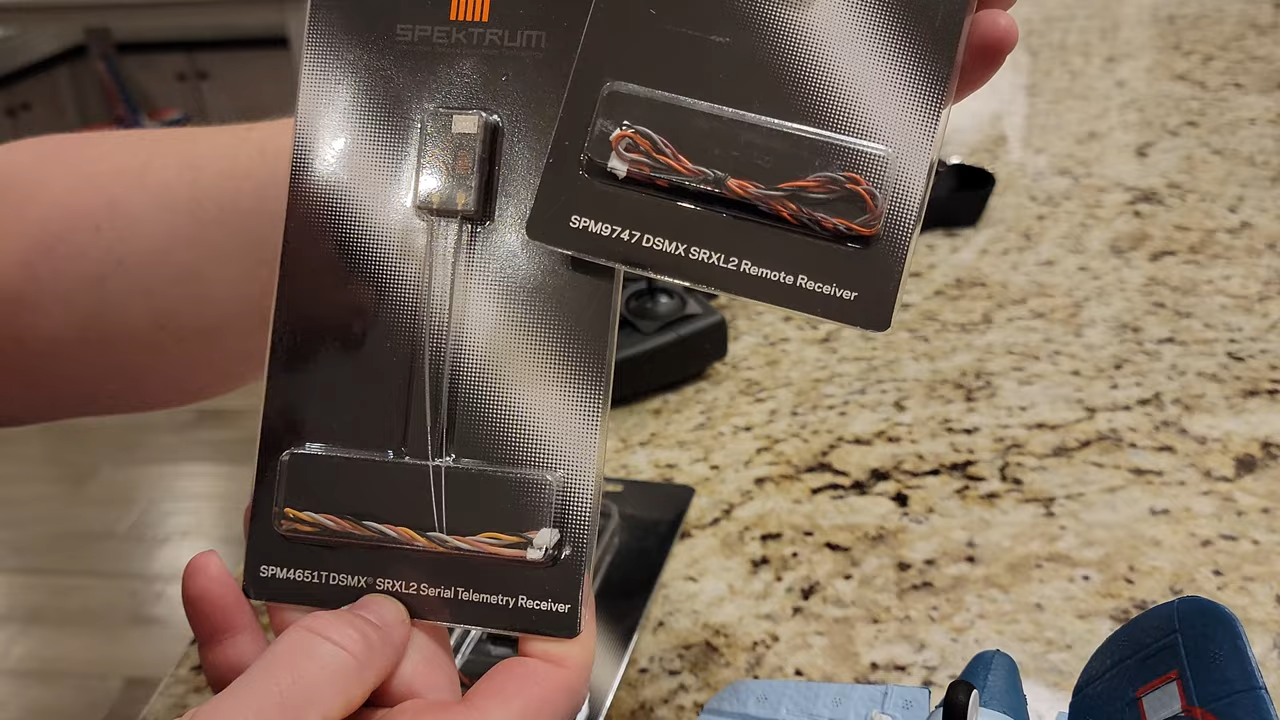 SPEKTRUM
SPM9747 DSMX SRXL2 Remote Receiver
SPM4651T DSMX® SRXL2 Serial Telemetry Receiver